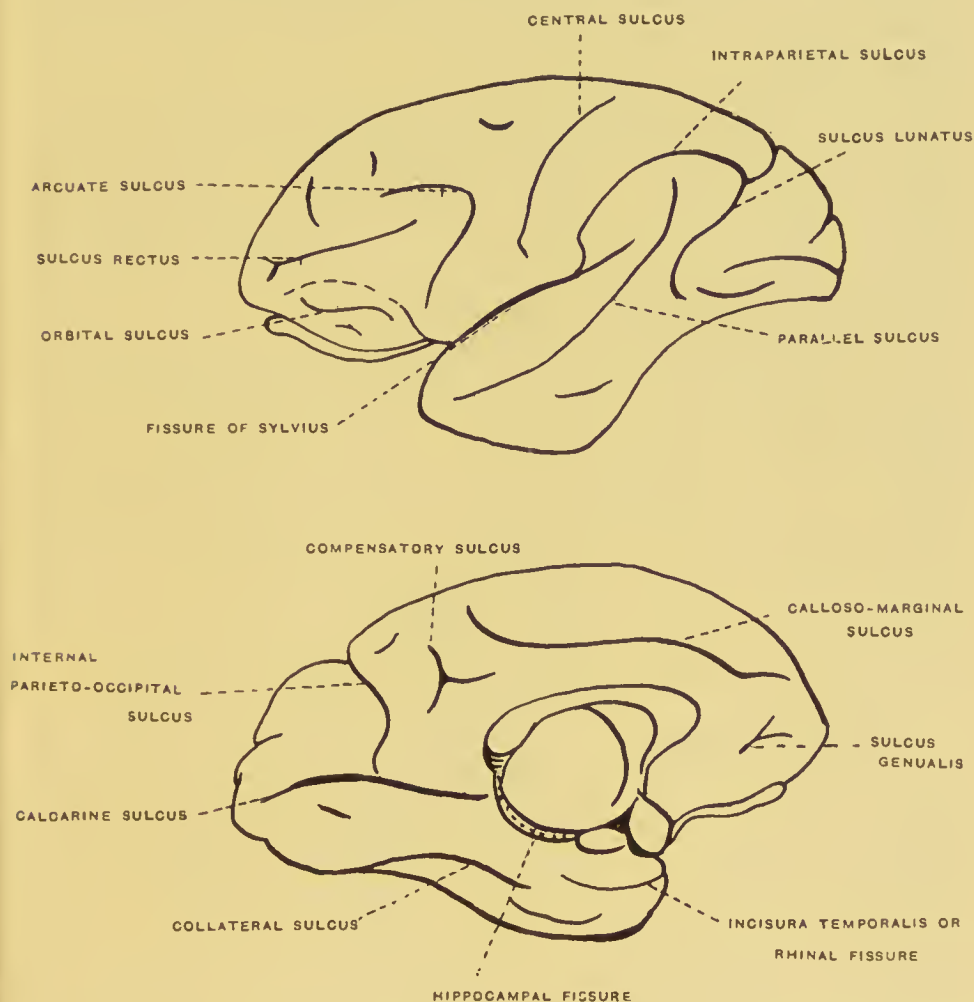 CENTRAL SULCUS
INTRAPARIETAL SULCUS
SULCUS LUNATUS
ARCUATE SULCUS
SULCUS RECTUS
ORBITAL SULCUS
PARALLEL SULCUS
FISSURE OF SYLVIUS
COMPENSATORY SULCUS
CALLOSO-MARGINAL
SULCUS
INTERNAL
PARIETO-OCCIPITAL
SULCUS
SULCUS
GENUALIS
CALCARINE SULCUS
COLLATERAL SULCUS
INCISURA TEMPORALIS OR
RHINAL FISSURE
HIPPOCAMPAL FISSURE